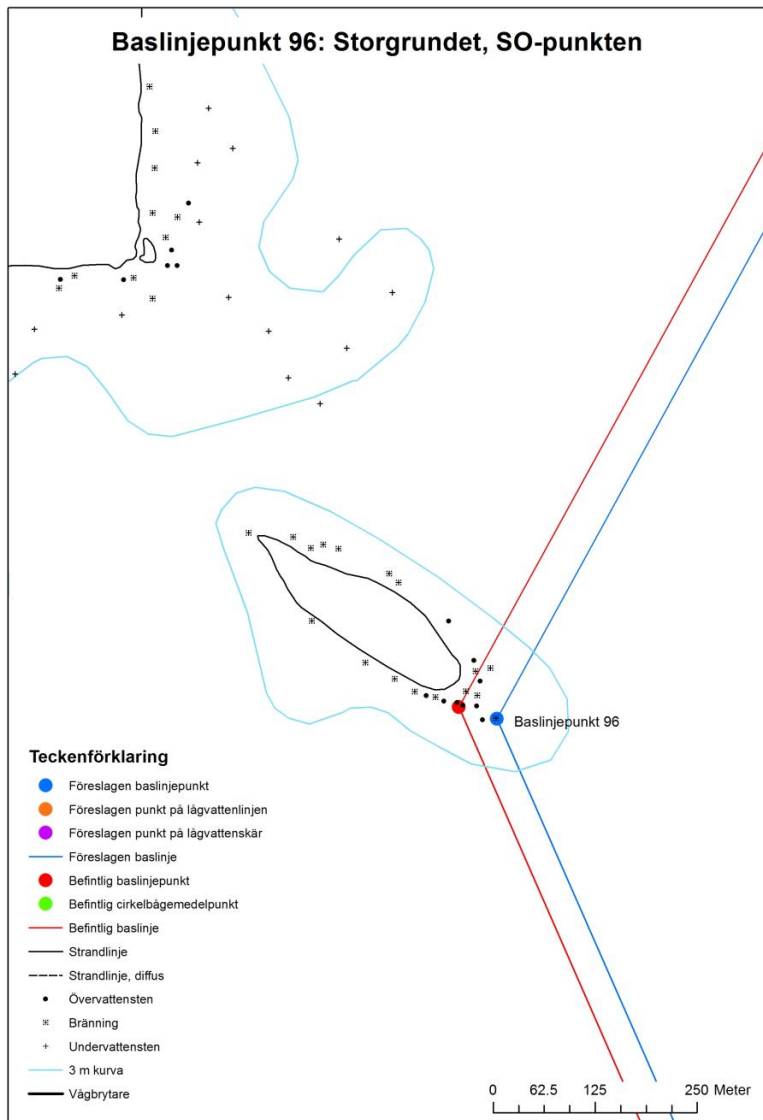 Baslinjepunkt 96: Storgrundet, SO-punkten
Baslinjepunkt 96
Teckenförklaring
Föreslagen baslinjepunkt
Föreslagen punkt på lågvattenlinjen
Föreslagen punkt på lågvattenskär
Föreslagen baslinje
Befintlig baslinjepunkt
Befintlig cirkelbågemedelpunkt
Befintlig baslinje
Strandlinje
Strandlinje, diffus
Övervattensten
Bränning
Undervattensten
3 m kurva
Vågbrytare
0 62.5 125 250 Meter